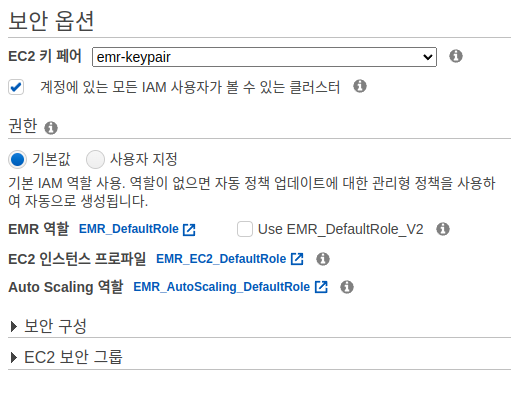 보안 옵션
EC2 키 페어 emr-keypair
계정에 있는 모든 IAM 사용자가 볼 수 있는 클러스터
권한
기본값 사용자 지정
기본 IAM 역할 사용. 역할이 없으면 자동 정책 업데이트에 대한 관리형 정책을 사용하
여 자동으로 생성됩니다.
EMR 역할 EMR_DefaultRole Use EMR_DefaultRole_V2
EC2 인스턴스 프로파일 EMR_EC2_DefaultRole
Auto Scaling 역할 EMR_AutoScaling_DefaultRole
보안 구성
EC2 보안 그룹